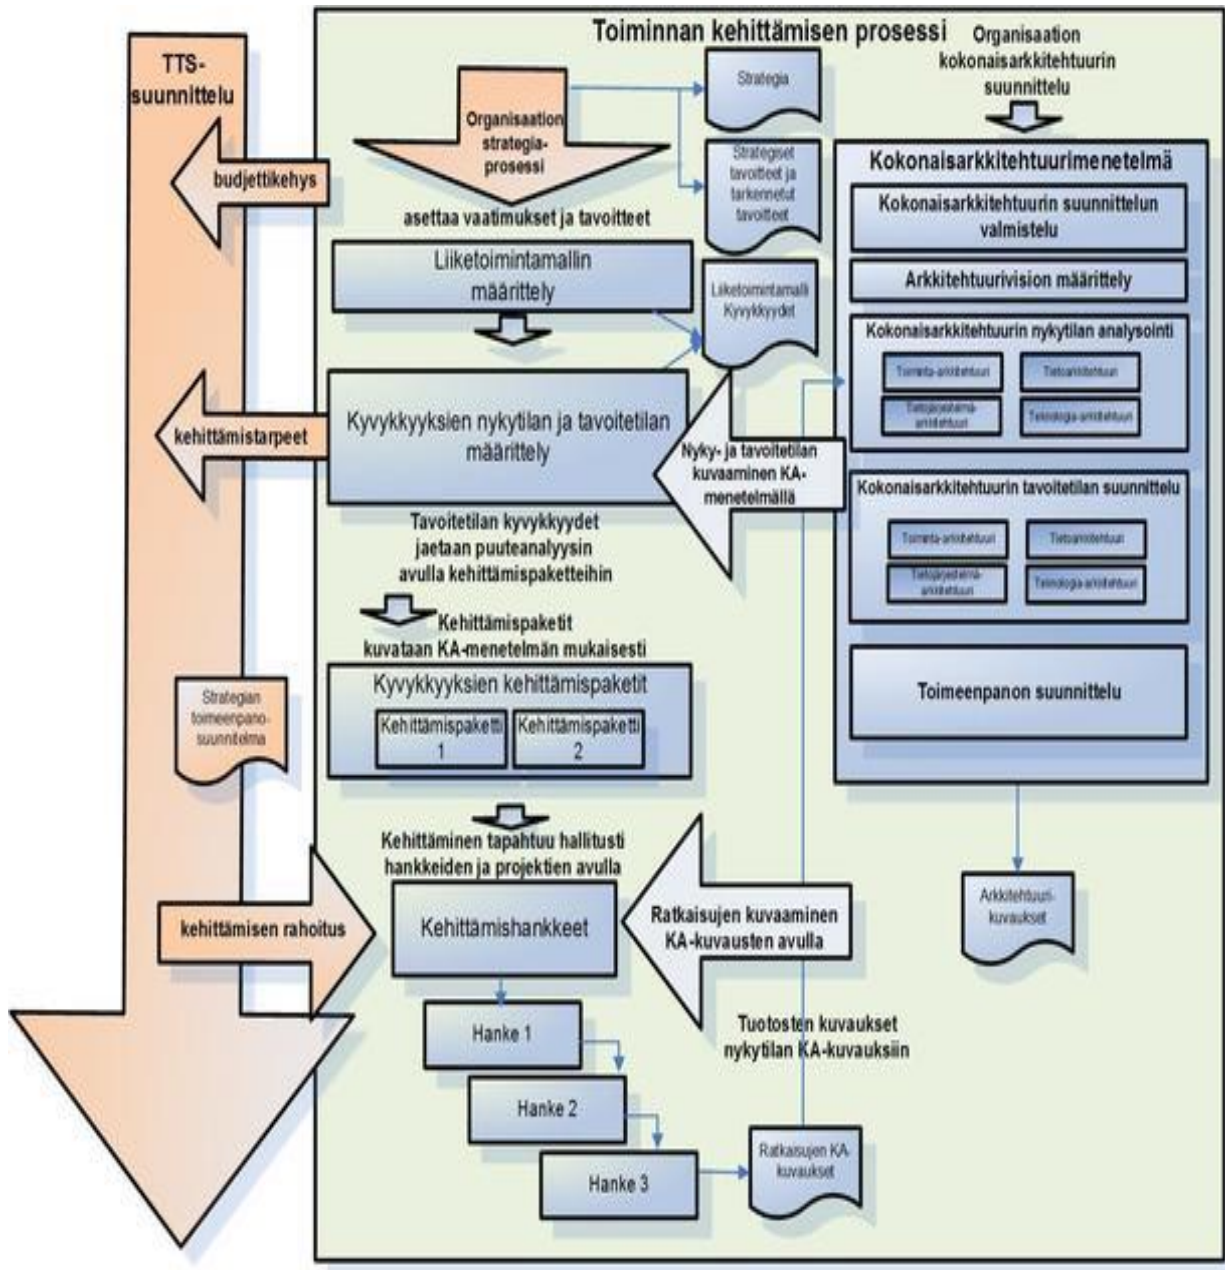 Toiminnan kehittämisen prosessi
TTS-
suunnittelu
Organisaation
strategia-
prosessi
Strategia
Organisaation
kokonaisarkkitehtuurin
suunnittelu
budjettikehys
Strategiset
tavoitteet ja
tarkennetut
tavoitteet
asettaa vaatimukset ja tavoitteet
Liiketoimintamallin
määrittely
Liiketoimintamalli
Kyvykkyydet
Kokonaisarkkitehtuurimenetelmä
Kokonaisarkkitehtuurin suunnittelun
valmistelu
Arkkitehtuurivision määrittely
Kokonaisarkkitehtuurin nykytilan analysointi
Toiminta-arkkitehtuuri
Tietoarkkitehtuuri
Tietojärjestelmä-
arkkitehtuuri
Teknologia-arkkitehtuuri
kehittämistarpeet
Kyvykkyyksien nykytilan ja tavoitetilan
määrittely
Nyky- ja tavoitetilan
kuvaaminen KA-
menetelmällä
Kokonaisarkkitehtuurin tavoitetilan suunnittelu
Toiminta-arkkitehtuuri
Tietoarkkitehtuuri
Tietojärjestelmä-
arkkitehtuuri
Teknologia-arkkitehtuuri
Tavoitetilan kyvykkyydet
jaetaan puuteanalyysin
avulla kehittämispaketteihin
Kehittämispaketit
kuvataan KA-menetelmän mukaisesti
Toimeenpanon suunnittelu
Strategian
toimeenpano-
suunnitelma
Kyvykkyyksien kehittämispaketit
Kehittämispaketti
1
Kehittämispaketti
2
Kehittäminen tapahtuu hallitusti
hankkeiden ja projektien avulla
kehittämisen rahoitus
Kehittämishankkeet
Ratkaisujen kuvaaminen
KA-kuvausten avulla
Arkkitehtuuri-
kuvaukset
Hanke 1
Tuotosten kuvaukset
nykytilan KA-kuvauksiin
Hanke 2
Hanke 3
Ratkaisujen KA-
kuvaukset